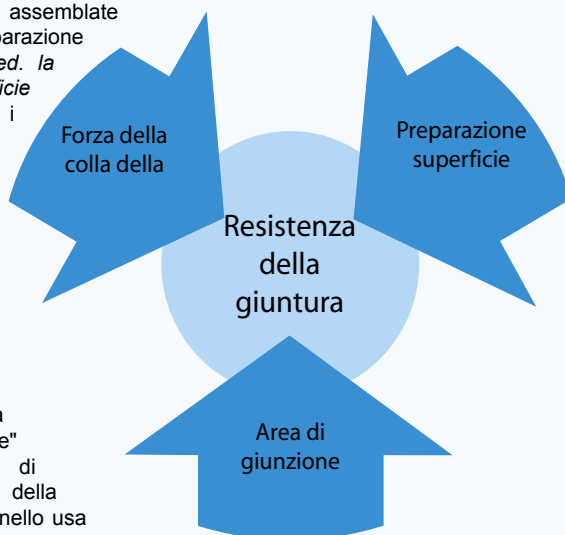 assemblate
parazione
ed. la
ficie
i
Forza della
colla della
Preparazione
superficie
Resistenza
della
giuntura
Area di
giunzione
a
e"
di
della
nello usa